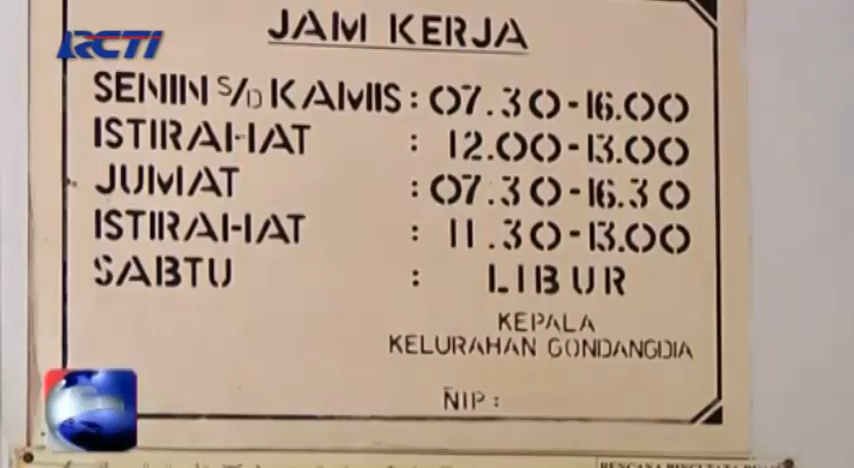 JAM KERJA
RCTI
SENIN S/D KAMIS : 07.30-16.00
ISTIRAHAT : 12.00-13.00
JUMAT : 07.30-16.30
ISTIRAHAT : 11.30-13.00
SABTU : LIBUR
KEPALA
KELURAHAN GONDANGDIA
NIP :